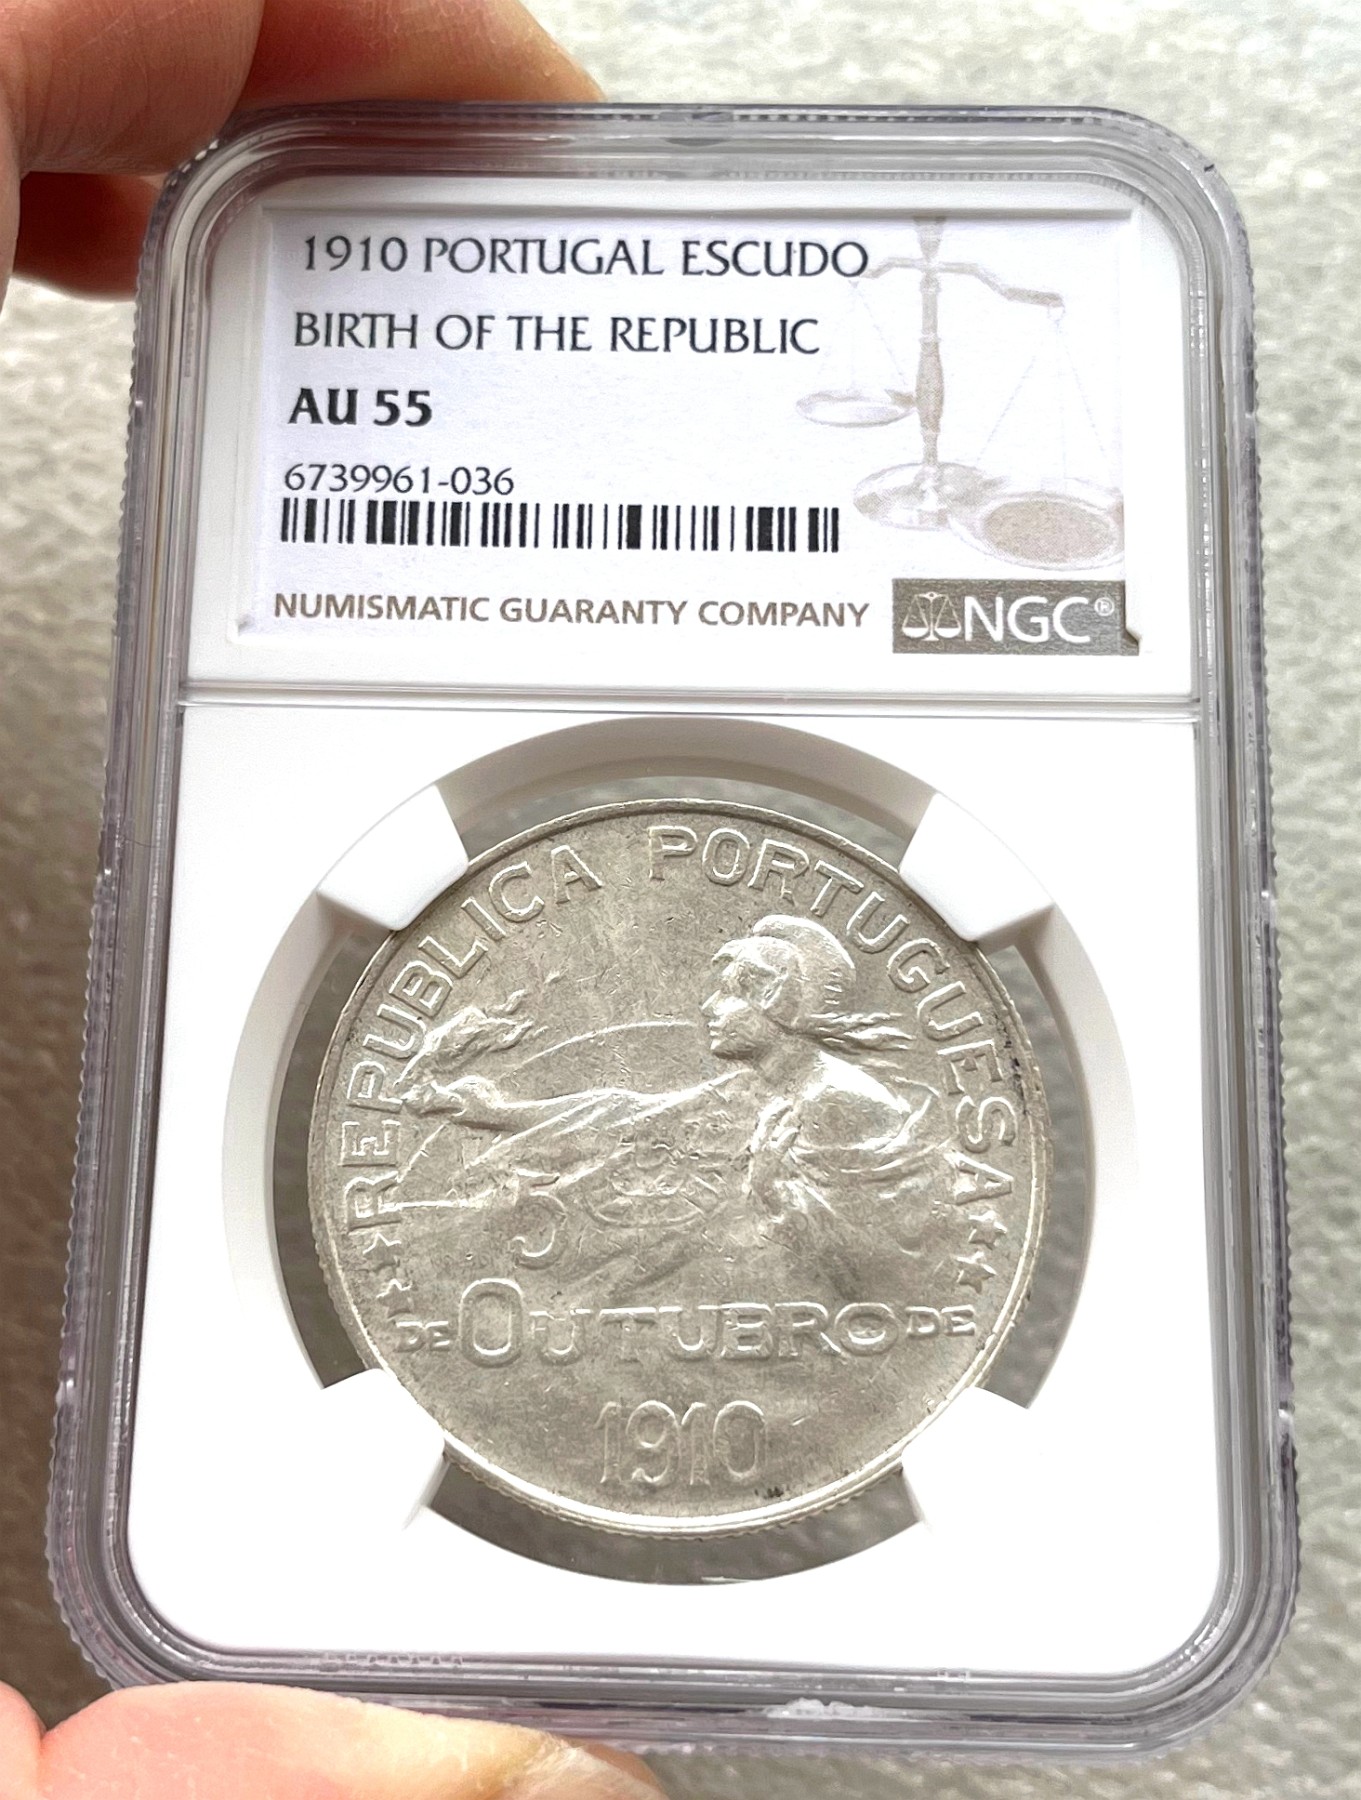 1910 PORTUGAL ESCUDO
BIRTH OF THE REPUBLIC
AU 55
6739961-036
NUMISMATIC GUARANTY COMPANY
NGC®
REPUBLICA PORTUGUESA
5
DE OUTUBRO DE
1910